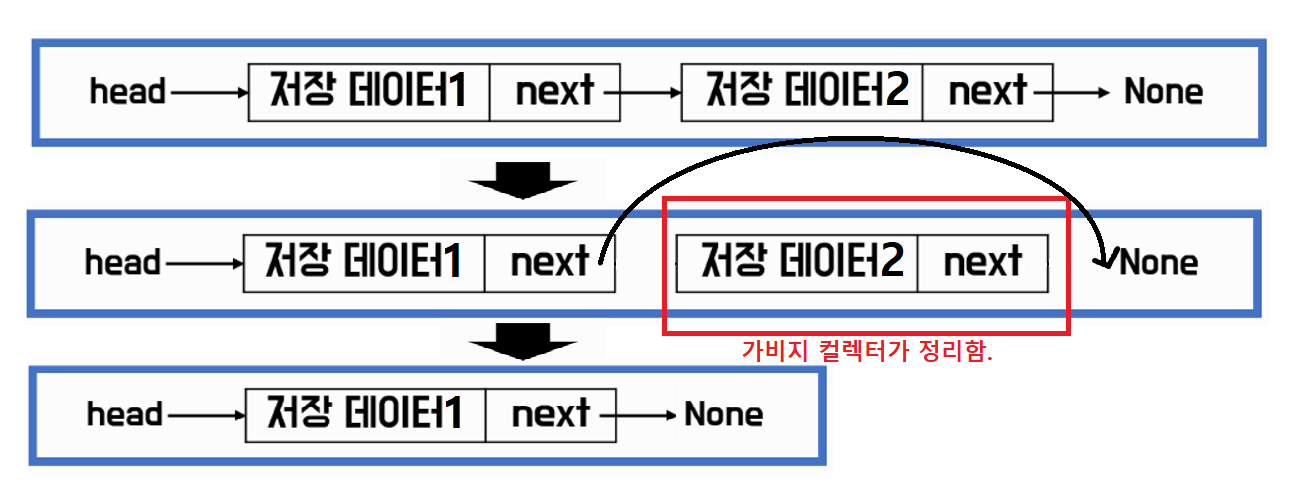 head 저장 데이터1 next 저장 데이터2 next None
head 저장 데이터1 next 저장 데이터2 next None
가비지 컬렉터가 정리함.
head 저장 데이터1 next None